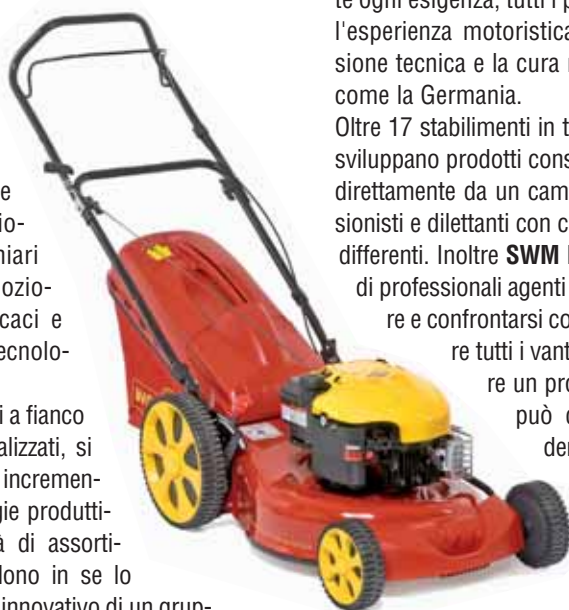 e
io-
niari
ozio-
caci e
ecnolo-
i a fianco
alizzati, si
incremen-
gie produtti-
à di assorti-
dono in se lo
innovativo di un grup-
te ogni esigenza, tutti i p
l'esperienza motoristica
sione tecnica e la cura
come la Germania.
Oltre 17 stabilimenti in t
sviluppano prodotti cons
direttamente da un cam
sionisti e dilettanti con c
differenti. Inoltre SWM
di professionali agenti
re e confrontarsi co
re tutti i vant
re un pro
può
der